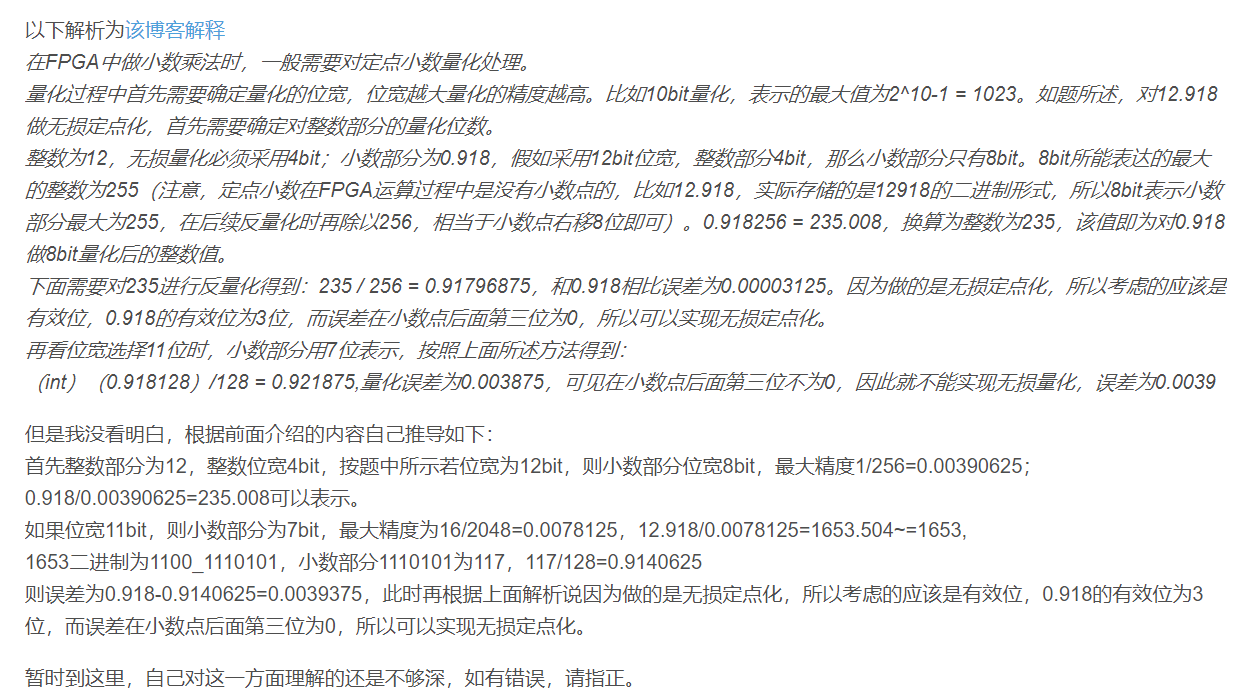 以下解析为该博客解释
在FPGA中做小数乘法时，一般需要对定点小数量化处理。
量化过程中首先需要确定量化的位宽，位宽越大量化的精度越高。比如10bit量化，表示的最大值为2^10-1 = 1023。如题所述，对12.918
做无损定点化，首先需要确定对整数部分的量化位数。
整数为12，无损量化必须采用4bit；小数部分为0.918，假如采用12bit位宽，整数部分4bit，那么小数部分只有8bit。8bit所能表达的最大
的整数为255（注意，定点小数在FPGA运算过程中是没有小数点的，比如12.918，实际存储的是12918的二进制形式，所以8bit表示小数
部分最大为255，在后续反量化时再除以256，相当于小数点右移8位即可）。0.918256 = 235.008，换算为整数为235，该值即为对0.918
做8bit量化后的整数值。
下面需要对235进行反量化得到：235 / 256 = 0.91796875，和0.918相比误差为0.00003125。因为做的是无损定点化，所以考虑的应该是
有效位，0.918的有效位为3位，而误差在小数点后面第三位为0，所以可以实现无损定点化。
再看位宽选择11位时，小数部分用7位表示，按照上面所述方法得到：
（int）（0.918128）/128 = 0.921875,量化误差为0.003875，可见在小数点后面第三位不为0，因此就不能实现无损量化，误差为0.0039
但是我没看明白，根据前面介绍的内容自己推导如下：
首先整数部分为12，整数位宽4bit，按题中所示若位宽为12bit，则小数部分位宽8bit，最大精度1/256=0.00390625；
0.918/0.00390625=235.008可以表示。
如果位宽11bit，则小数部分为7bit，最大精度为16/2048=0.0078125，12.918/0.0078125=1653.504~=1653,
1653二进制为1100_1110101，小数部分1110101为117，117/128=0.9140625
则误差为0.918-0.9140625=0.0039375，此时再根据上面解析说因为做的是无损定点化，所以考虑的应该是有效位，0.918的有效位为3
位，而误差在小数点后面第三位为0，所以可以实现无损定点化。
暂时到这里，自己对这一方面理解的还是不够深，如有错误，请指正。